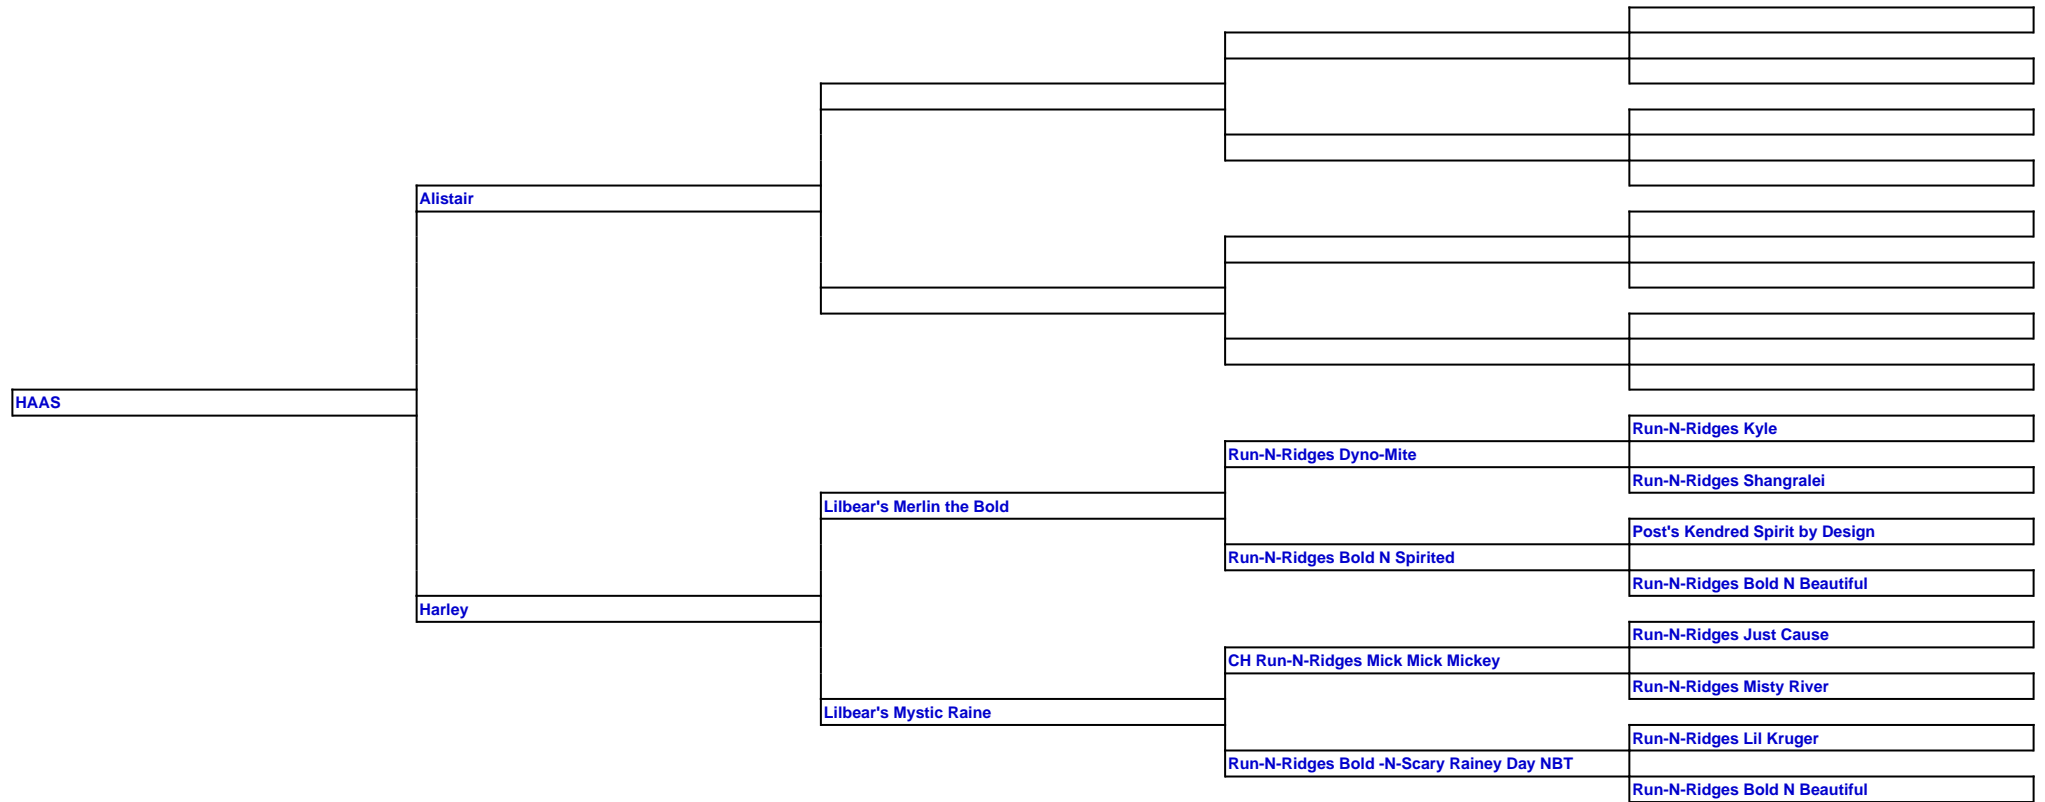 Alistair
HAAS
Run-N-Ridges Kyle
Run-N-Ridges Dyno-Mite
Run-N-Ridges Shangralei
Lilbear's Merlin the Bold
Post's Kendred Spirit by Design
Run-N-Ridges Bold N Spirited
Run-N-Ridges Bold N Beautiful
Harley
Run-N-Ridges Just Cause
CH Run-N-Ridges Mick Mick Mickey
Run-N-Ridges Misty River
Lilbear's Mystic Raine
Run-N-Ridges Lil Kruger
Run-N-Ridges Bold -N-Scary Rainey Day NBT
Run-N-Ridges Bold N Beautiful